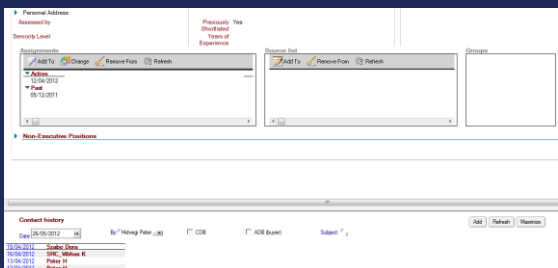 Personal Address
Assessed by
Previously Shortlisted Yes
Seniority Level
Years of Experience
Assignments
Source list
Groups
Add To Change Remove From Refresh
Add To Remove From Refresh
Active
12/04/2012
Past
05/12/2011
Non-Executive Positions
Contact history
Add Refresh Maximize
Date 26/05/2012 By Hidvegi Peter CDB ADB (buyer) Subject
18/04/2012 Szabo Dora
16/04/2012 SRC_Vibhas K
13/04/2012 Peter H